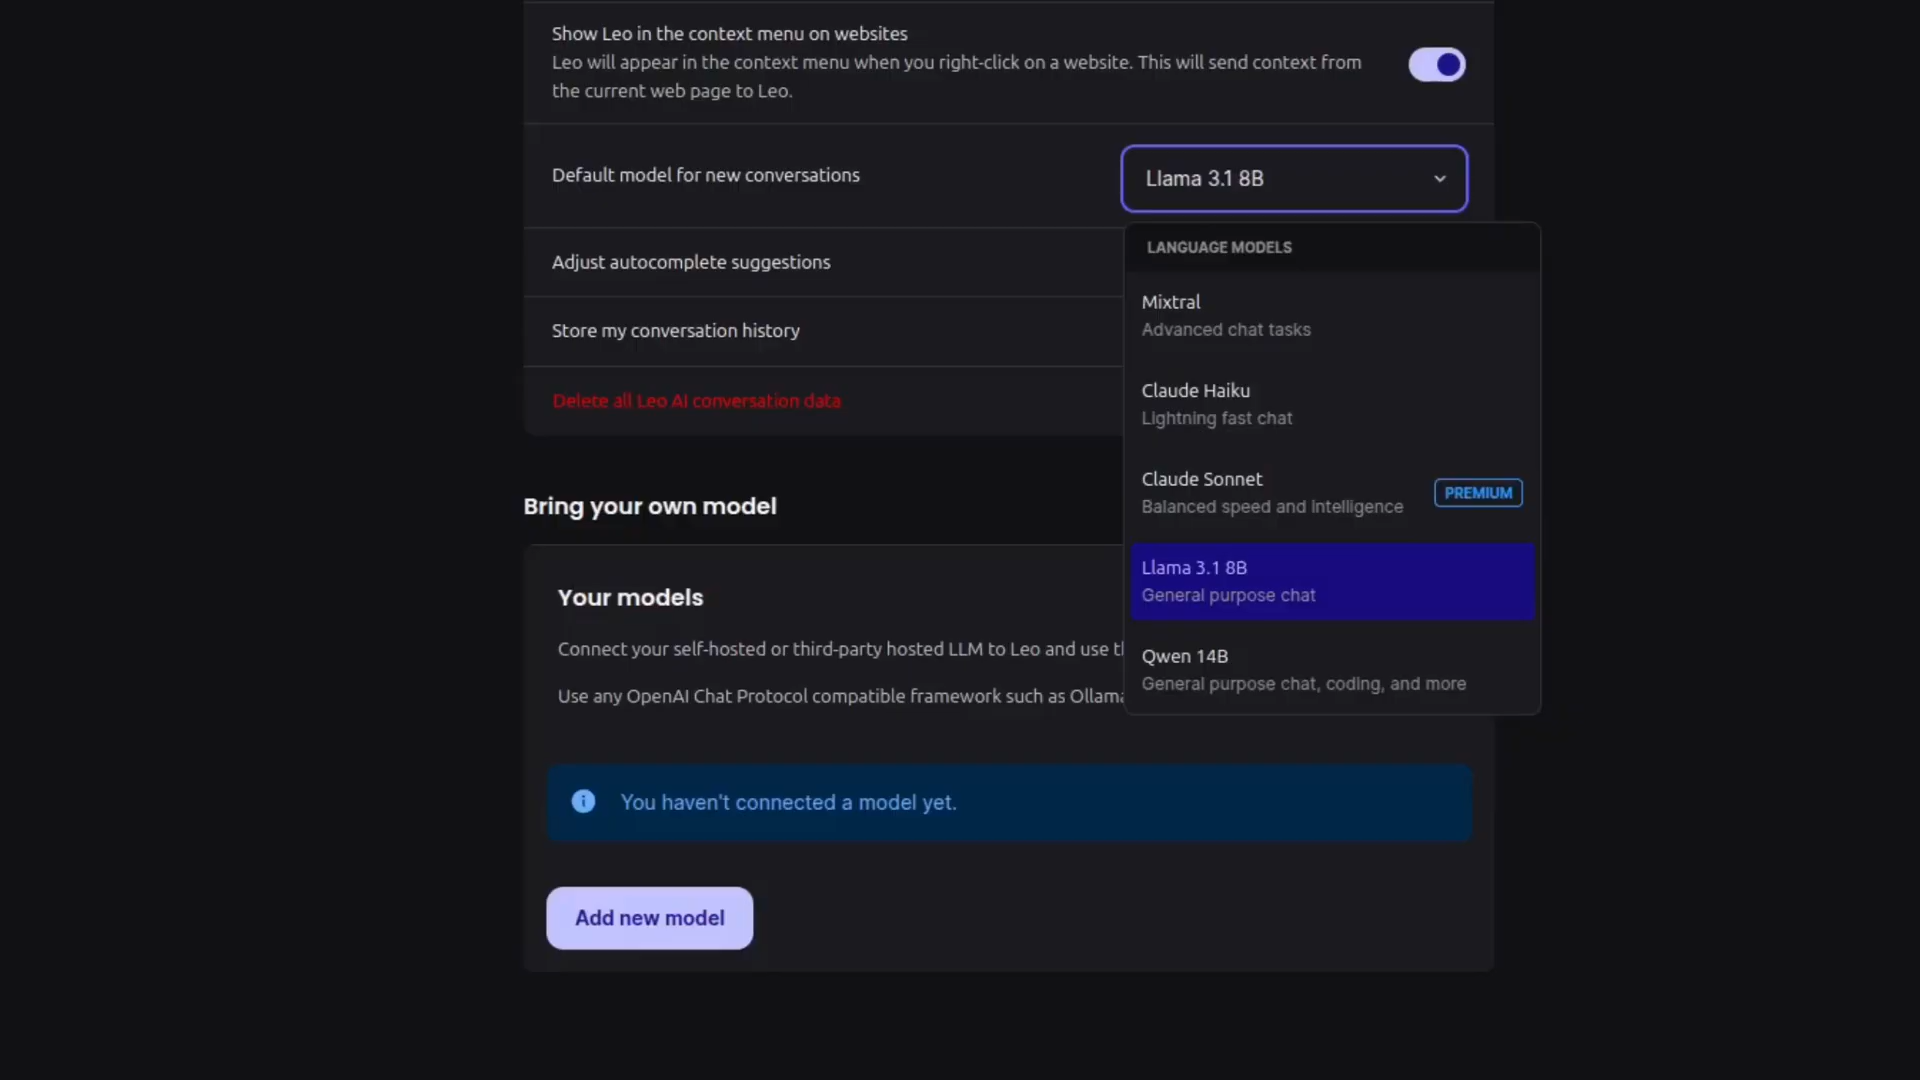 Show Leo in the context menu on websites
Leo will appear in the context menu when you right-click on a website. This will send context from
the current web page to Leo.
Default model for new conversations
Llama 3.1 8B
Adjust autocomplete suggestions
Store my conversation history
Delete all Leo AI conversation data
LANGUAGE MODELS
Mixtral
Advanced chat tasks
Claude Haiku
Lightning fast chat
Claude Sonnet
Balanced speed and intelligence
PREMIUM
Llama 3.1 8B
General purpose chat
Qwen 14B
General purpose chat, coding, and more
Bring your own model
Your models
Connect your self-hosted or third-party hosted LLM to Leo and use
Use any OpenAI Chat Protocol compatible framework such as
You haven't connected a model yet.
Add new model